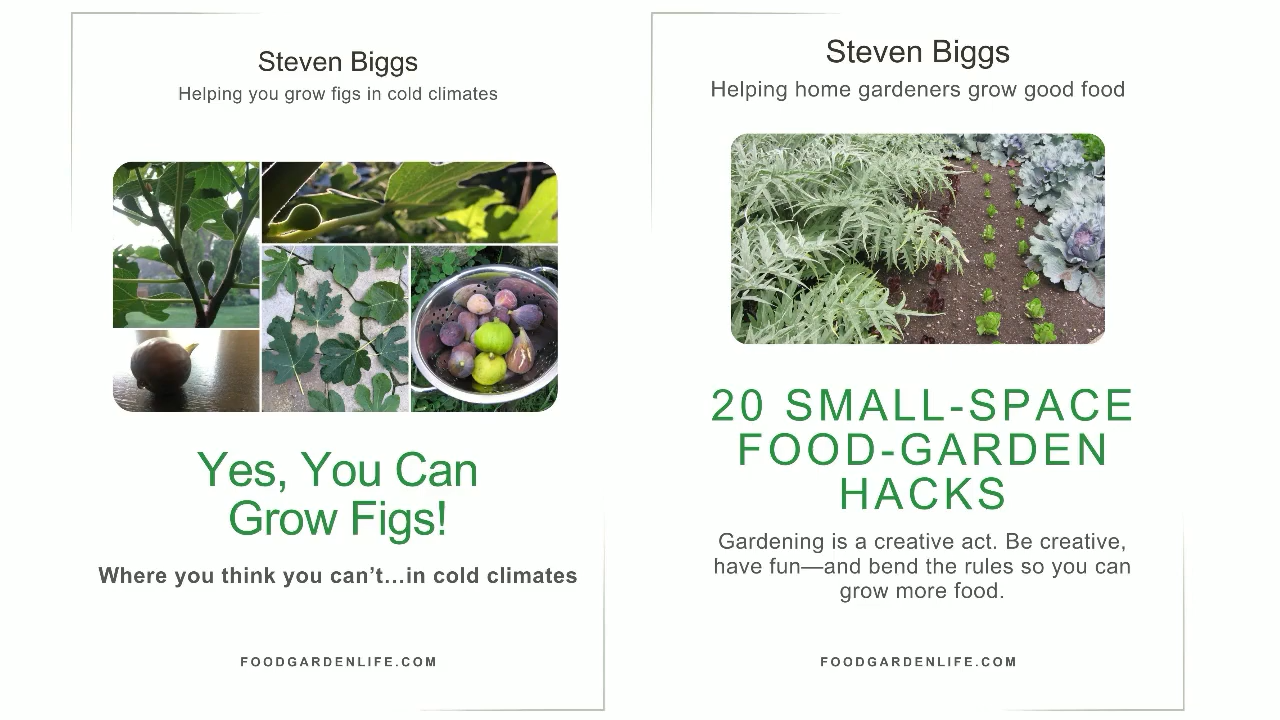 Steven Biggs
Helping you grow figs in cold climates
Yes, You Can
Grow Figs!
Where you think you can’t...in cold climates
FOODGARDENLIFE.COM
Steven Biggs
Helping home gardeners grow good food
20 SMALL-SPACE
FOOD-GARDEN
HACKS
Gardening is a creative act. Be creative,
have fun—and bend the rules so you can
grow more food.
FOODGARDENLIFE.COM